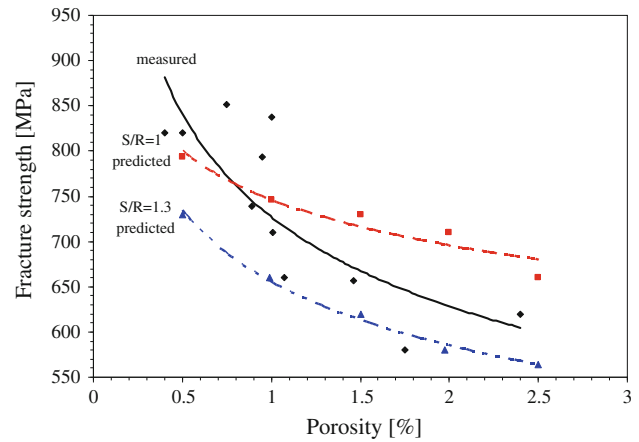 950
900
850
800
750
700
650
600
550
Fracture strength [MPa]
measured
S/R=1
predicted
S/R=1.3
predicted
0
0.5
1
1.5
2
2.5
3
Porosity [%]